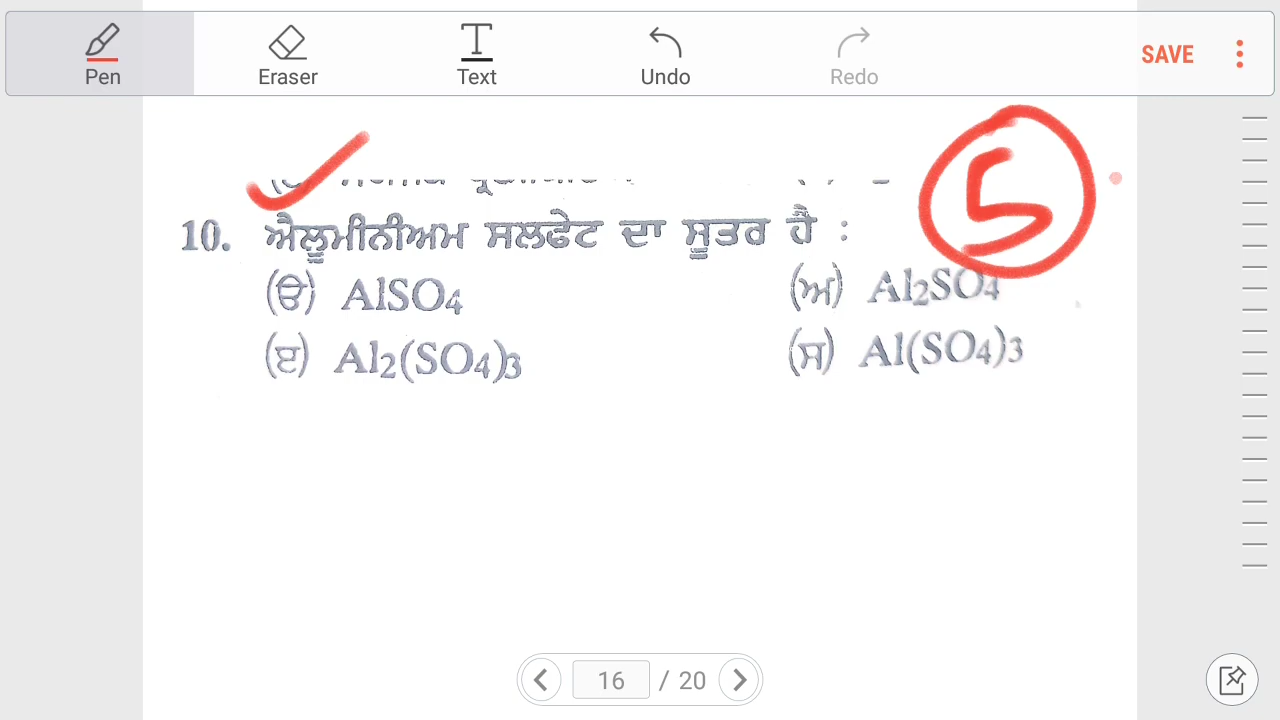 Pen Eraser Text Undo Redo SAVE
5
10. ਐਲੂਮੀਨੀਅਮ ਸਲਫੇਟ ਦਾ ਸੂਤਰ ਹੈ :
(ੳ) AlSO4 (ਅ) Al2SO4
(ੲ) Al2(SO4)3 (ਸ) Al(SO4)3
16 / 20